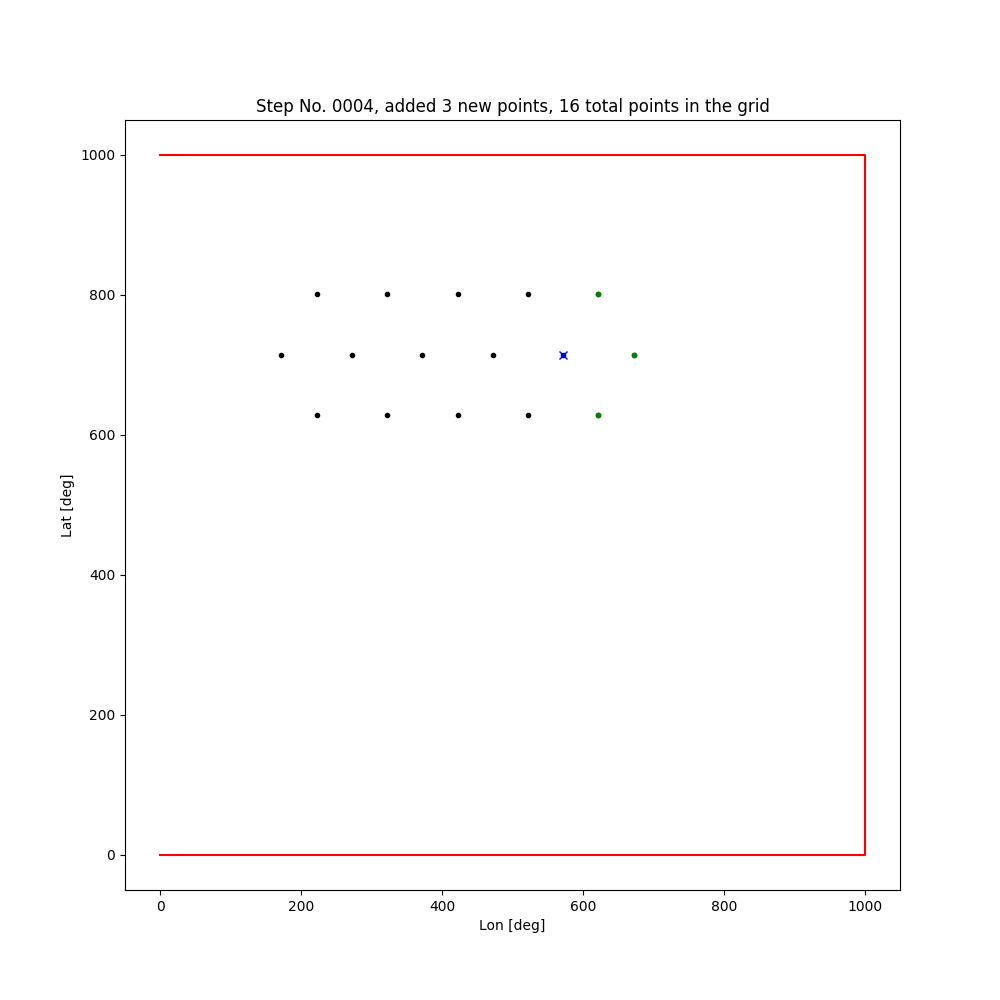 Step No. 0004, added 3 new points, 16 total points in the grid
1000
800
600
400
200
0
Lat [deg]
0 200 400 600 800 1000
Lon [deg]